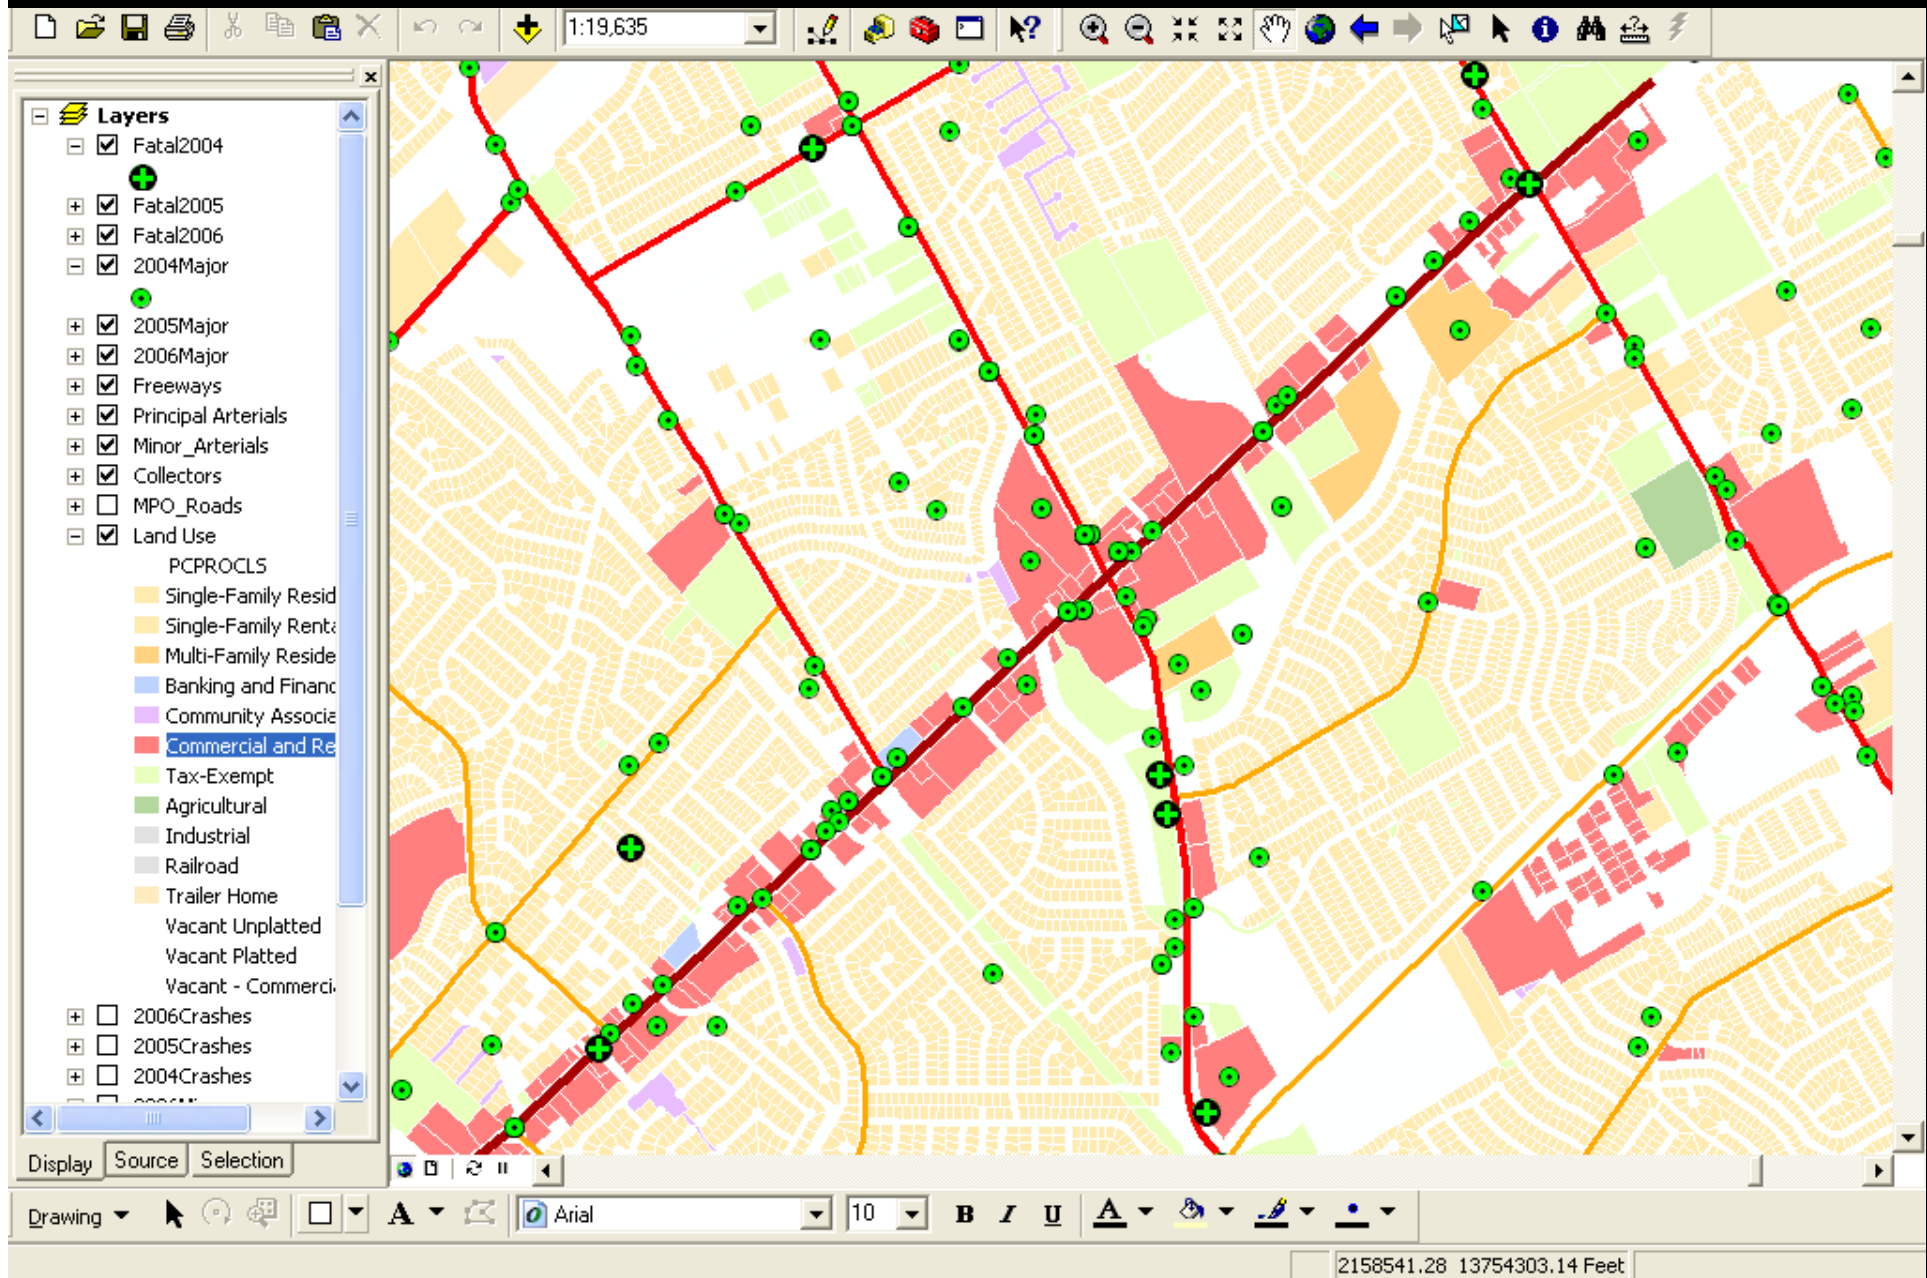 1:19,635
Layers
Fatal2004
Fatal2005
Fatal2006
2004Major
2005Major
2006Major
Freeways
Principal Arterials
Minor_Arterials
Collectors
MPO_Roads
Land Use
PCPROCLS
Single-Family Resid
Single-Family Renta
Multi-Family Reside
Banking and Financ
Community Associa
Commercial and Re
Tax-Exempt
Agricultural
Industrial
Railroad
Trailer Home
Vacant Unplatted
Vacant Platted
Vacant - Commerci
2006Crashes
2005Crashes
2004Crashes
Display Source Selection
Drawing A Arial 10 B I U A
2158541.28 13754303.14 Feet